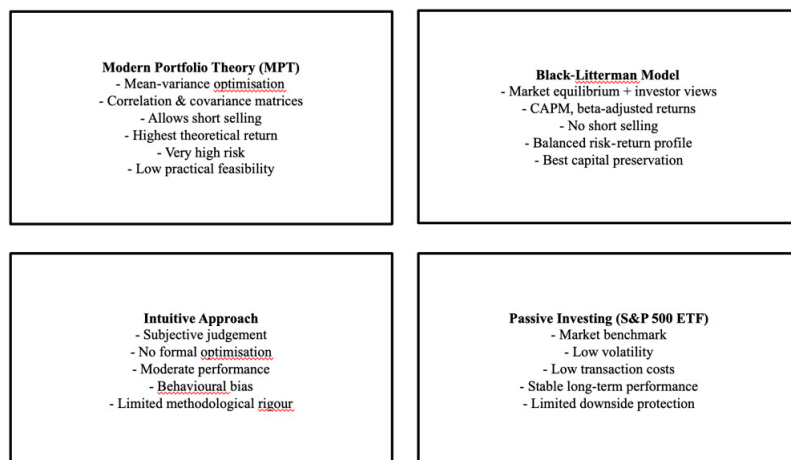 Modern Portfolio Theory (MPT)
- Mean-variance optimisation
- Correlation & covariance matrices
- Allows short selling
- Highest theoretical return
- Very high risk
- Low practical feasibility
Black-Litterman Model
- Market equilibrium + investor views
- CAPM, beta-adjusted returns
- No short selling
- Balanced risk-return profile
- Best capital preservation
Intuitive Approach
- Subjective judgement
- No formal optimisation
- Moderate performance
- Behavioural bias
- Limited methodological rigour
Passive Investing (S&P 500 ETF)
- Market benchmark
- Low volatility
- Low transaction costs
- Stable long-term performance
- Limited downside protection